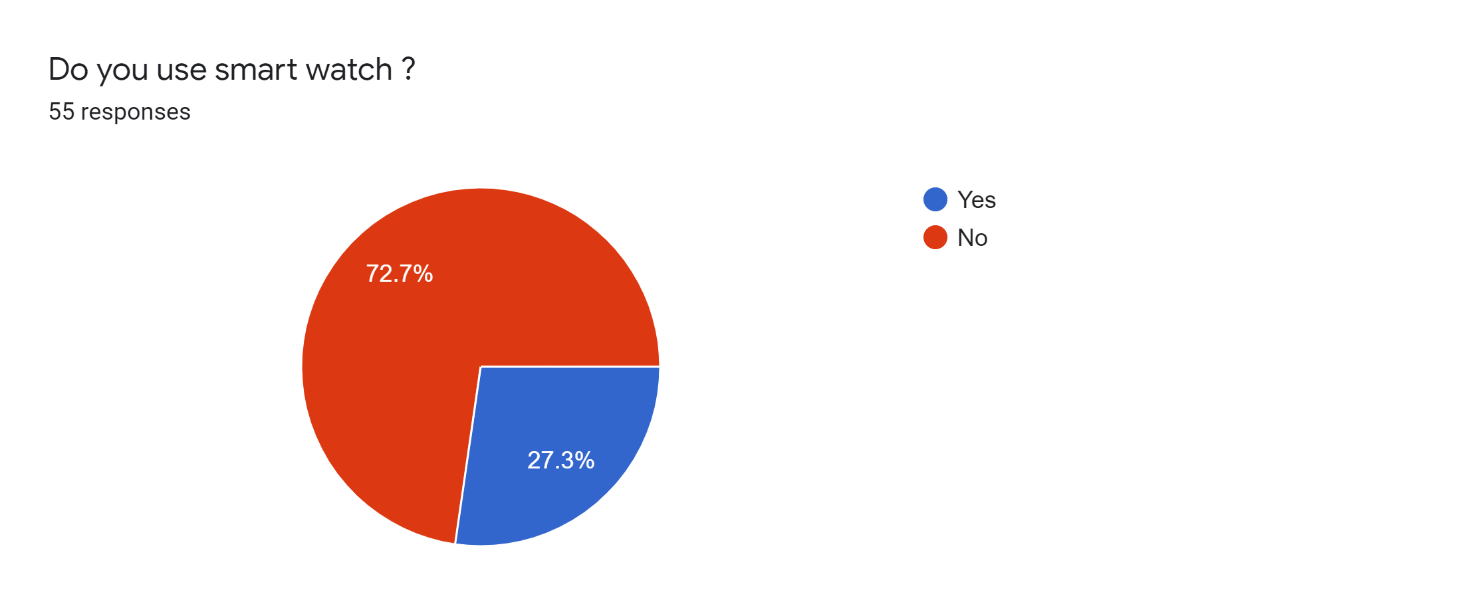 Do you use smart watch ?
55 responses
Yes
No
72.7%
27.3%